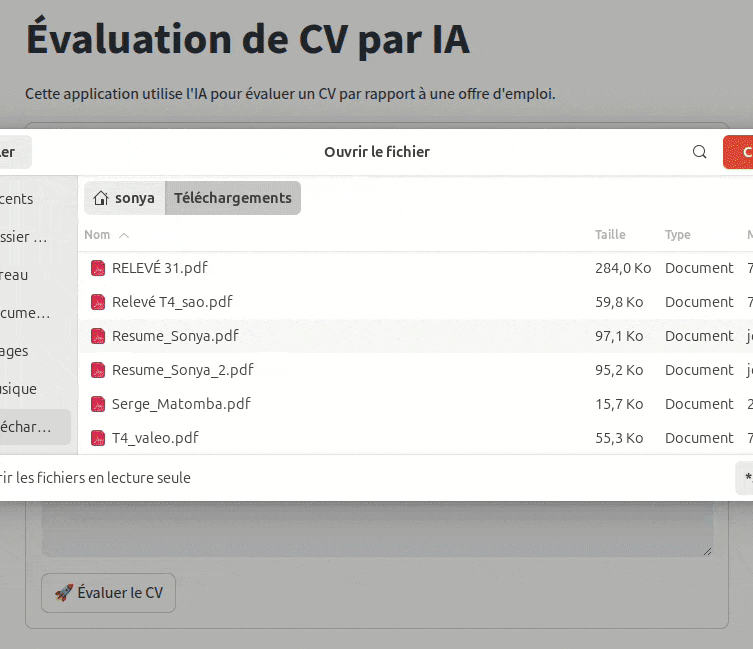 Évaluation de CV par IA
Cette application utilise l'IA pour évaluer un CV par rapport à une offre d'emploi.
ler Ouvrir le fichier C
cents
ssier ...
reau
cume...
ages
usique
échar...
sonya Téléchargements
Nom Taille Type M
RELEVÉ 31.pdf 284,0 Ko Document 7
Relevé T4_sao.pdf 59,8 Ko Document 7
Resume_Sonya.pdf 97,1 Ko Document je
Resume_Sonya_2.pdf 95,2 Ko Document je
Serge_Matomba.pdf 15,7 Ko Document 2
T4_valeo.pdf 55,3 Ko Document 7
rir les fichiers en lecture seule *
🚀 Évaluer le CV